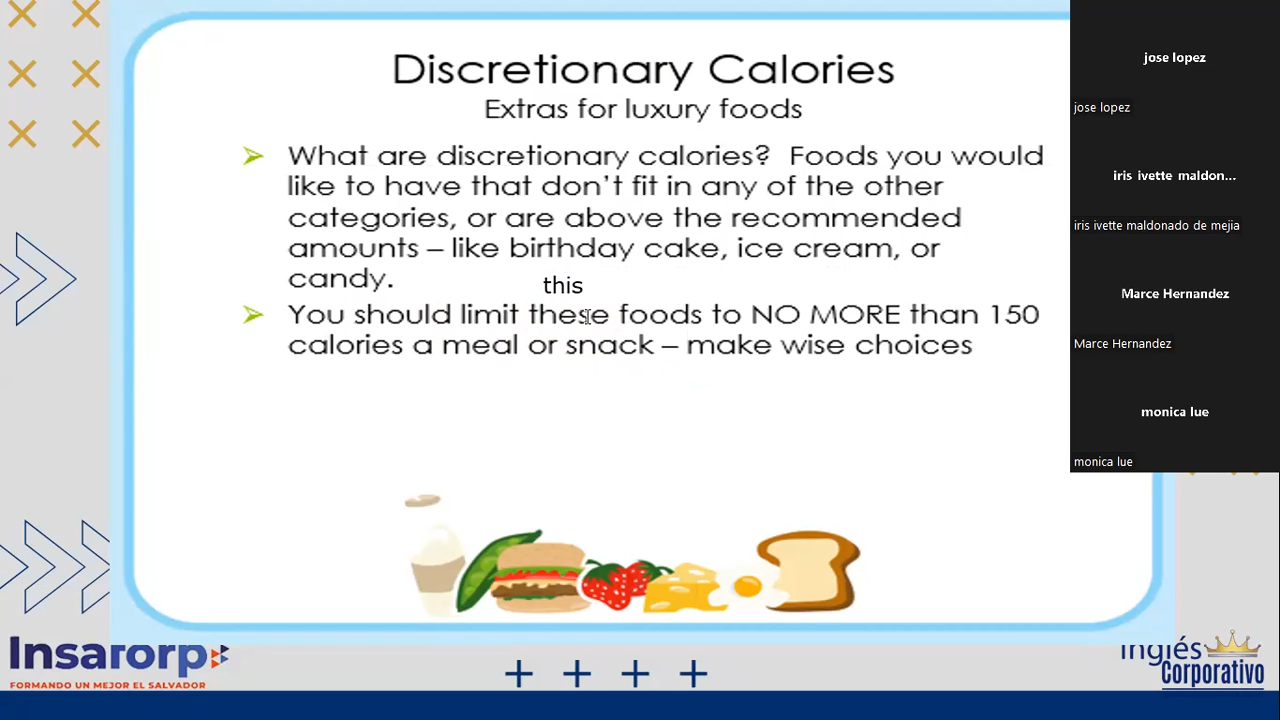 Discretionary Calories
Extras for luxury foods
What are discretionary calories? Foods you would
like to have that don't fit in any of the other
categories, or are above the recommended
amounts – like birthday cake, ice cream, or
candy.
this
You should limit these foods to NO MORE than 150
calories a meal or snack – make wise choices
jose lopez
jose lopez
iris ivette maldon...
iris ivette maldonado de mejia
Marce Hernandez
Marce Hernandez
monica lue
monica lue
Insarorp
FORMANDO UN MEJOR EL SALVADOR
Inglés
Corporativo